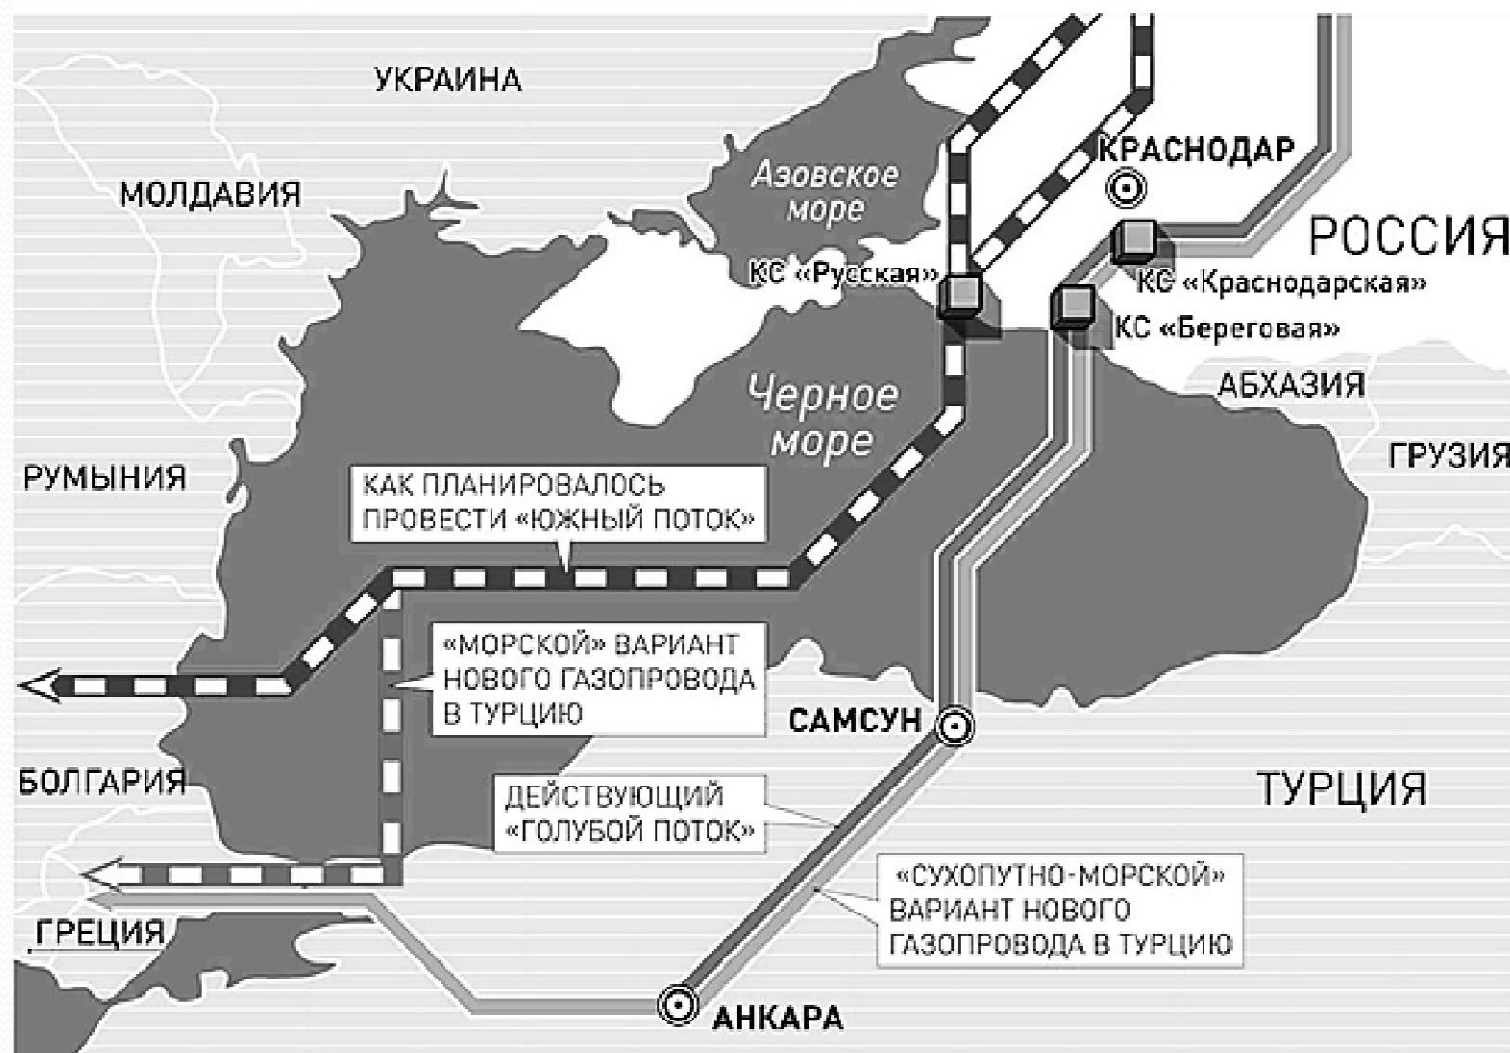 УКРАИНА
МОЛДАВИЯ
Азовское
море
КРАСНОДАР
РОССИЯ
КС «Русская»
КС «Краснодарская»
КС «Береговая»
АБХАЗИЯ
ГРУЗИЯ
Черное
море
РУМЫНИЯ
КАК ПЛАНИРОВАЛОСЬ
ПРОВЕСТИ «ЮЖНЫЙ ПОТОК»
«МОРСКОЙ» ВАРИАНТ
НОВОГО ГАЗОПРОВОДА
В ТУРЦИЮ
САМСУН
БОЛГАРИЯ
ТУРЦИЯ
ДЕЙСТВУЮЩИЙ
«ГОЛУБОЙ ПОТОК»
«СУХОПУТНО-МОРСКОЙ»
ВАРИАНТ НОВОГО
ГАЗОПРОВОДА В ТУРЦИЮ
ГРЕЦИЯ
АНКАРА